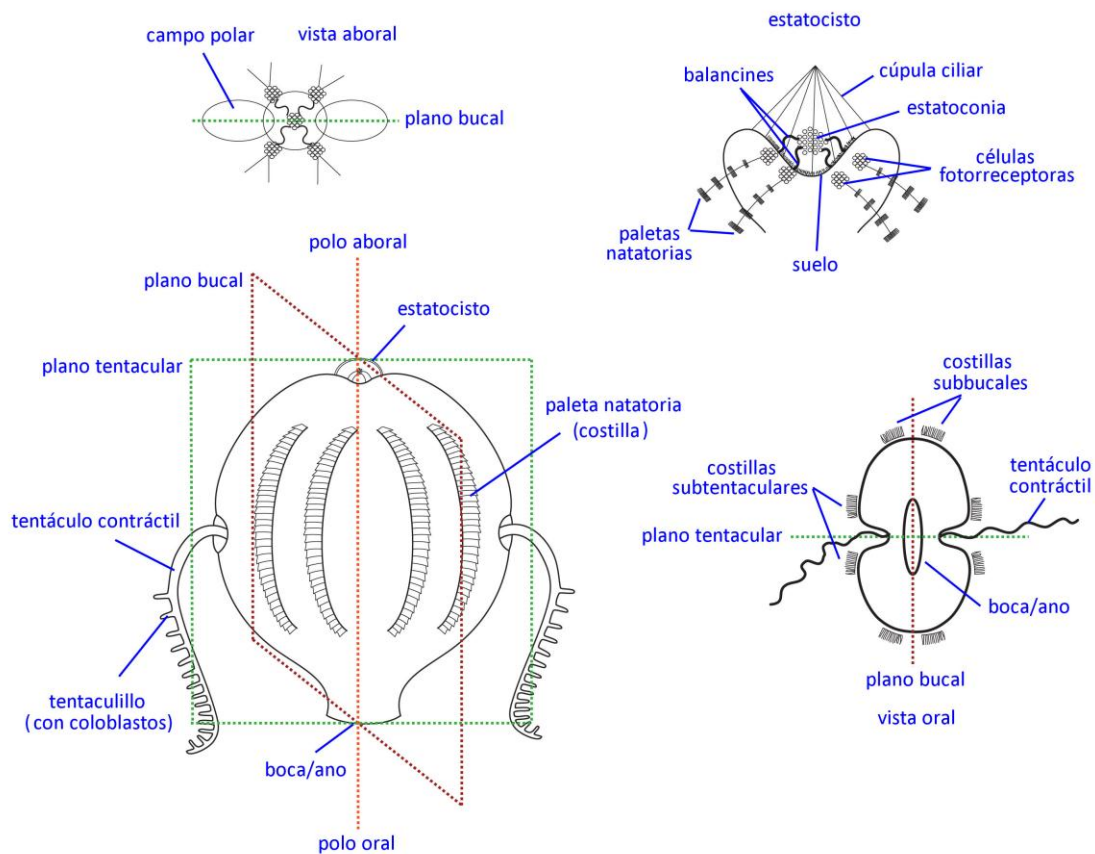 campo polar
vista aboral
plano bucal
estatocisto
balancines
cúpula ciliar
estatoconia
células
fotorreceptoras
paletas
natatorias
suelo
polo aboral
plano bucal
estatocisto
plano tentacular
paleta natatoria
(costilla)
tentáculo contráctil
tentaculillo
(con coloblastos)
boca/ano
polo oral
costillas
subbucales
costillas
subtentaculares
tentáculo
contráctil
plano tentacular
boca/ano
plano bucal
vista oral